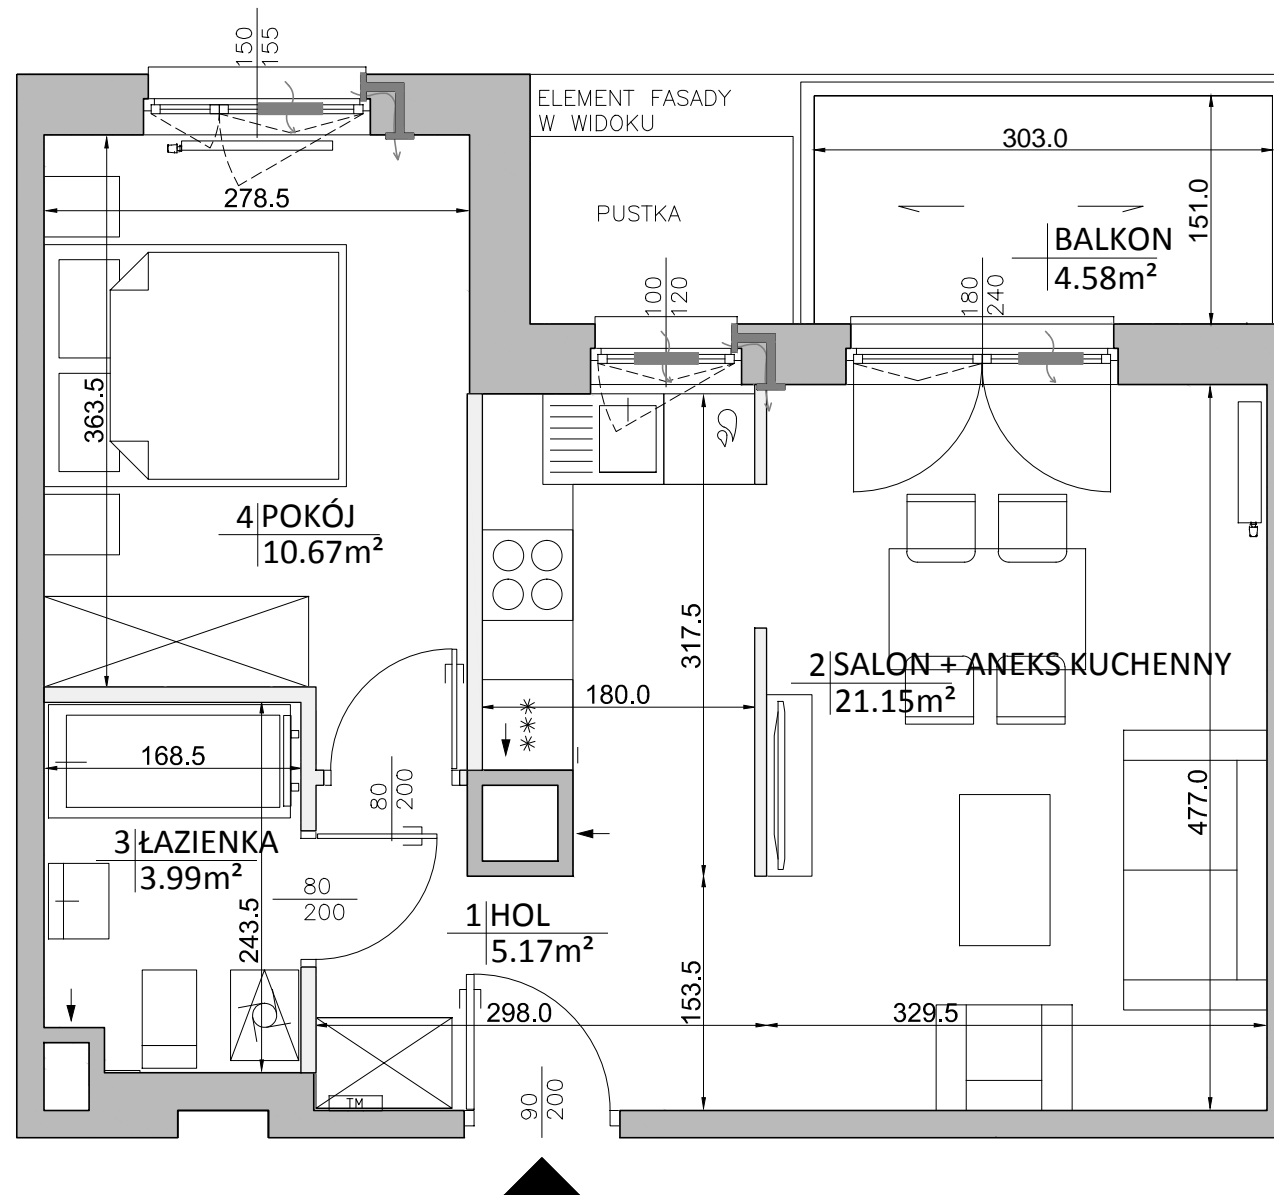 150
155
ELEMENT FASADY
W WIDOKU
303.0
278.5
151.0
PUSTKA
BALKON
4.58m²
100
120
180
240
363.5
4 POKÓJ
10.67m²
317.5
2 SALON + ANEKS KUCHENNY
21.15m²
180.0
***
168.5
80
200
477.0
3 ŁAZIENKA
3.99m²
80
200
243.5
1 HOL
5.17m²
153.5
298.0
329.5
TM
90
200